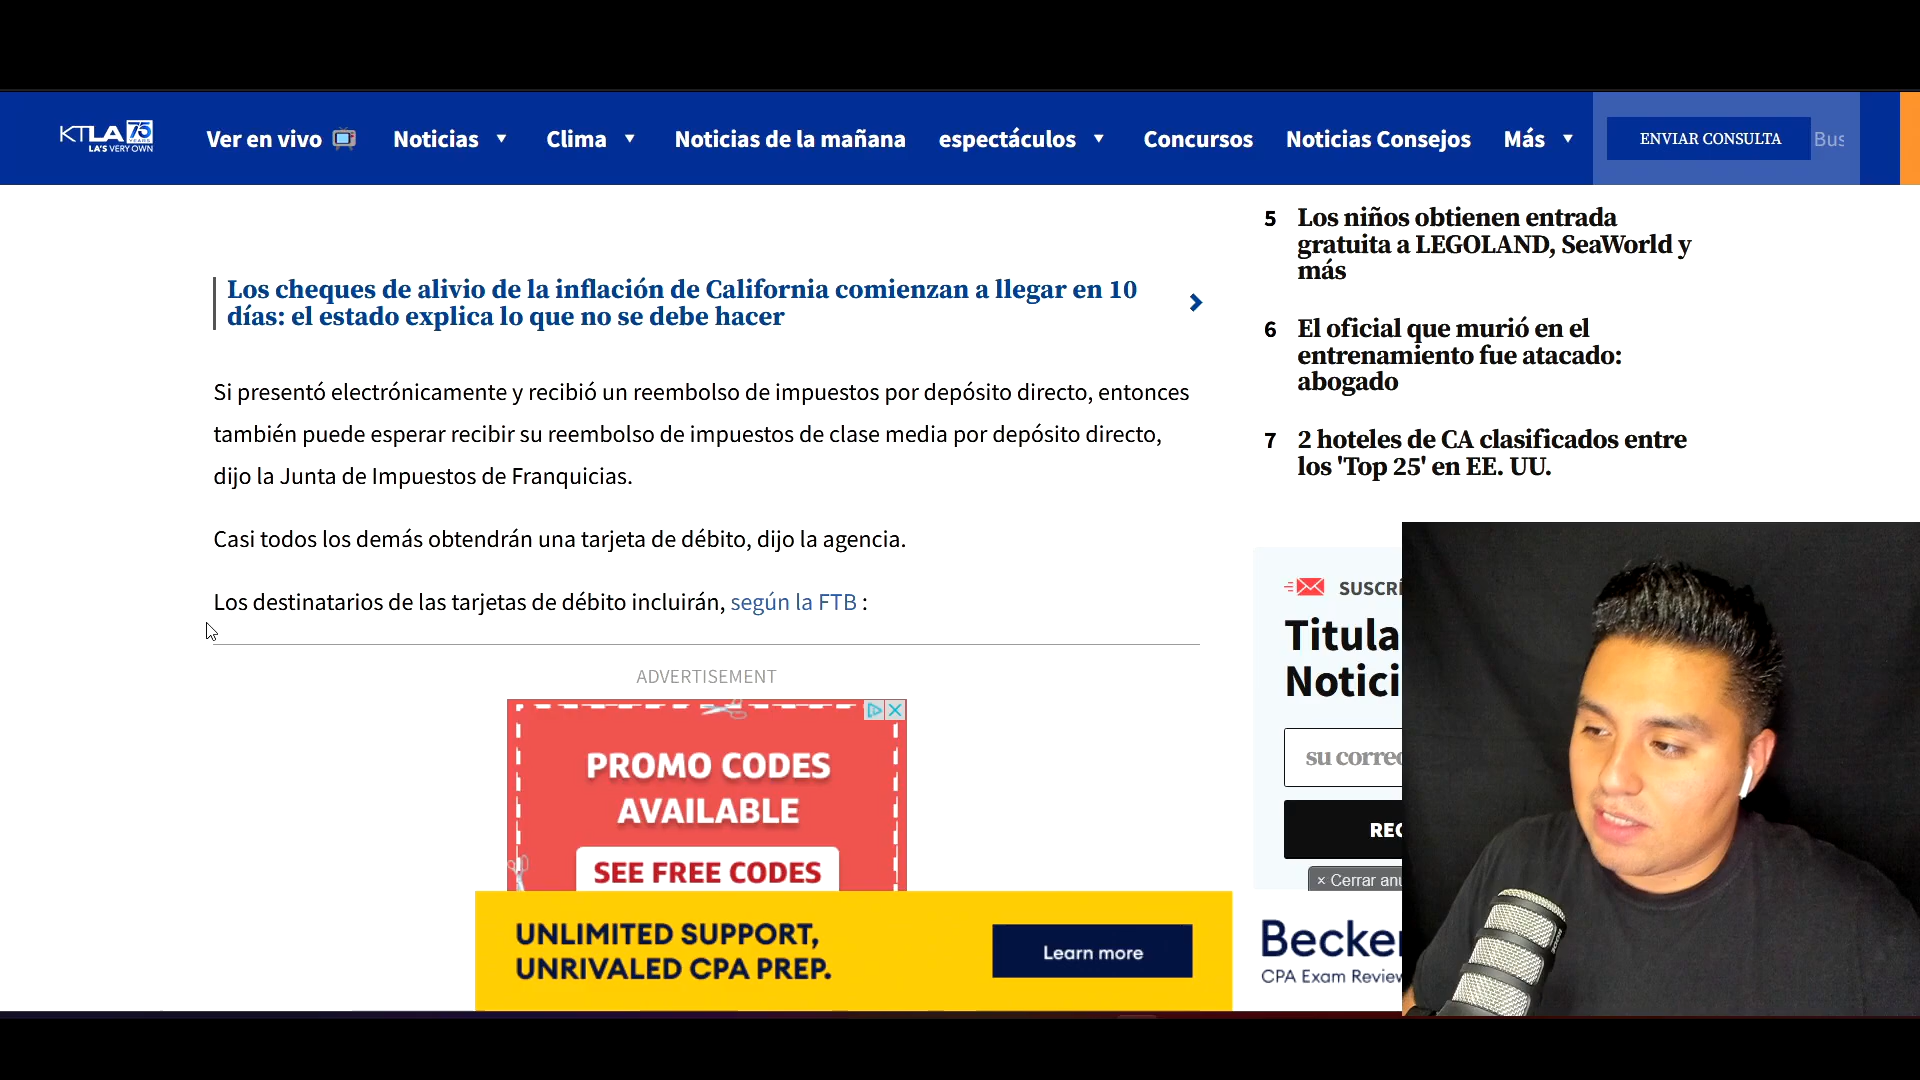 KTLA 75
YEARS
LA'S VERY OWN
Ver en vivo
Noticias
Clima
Noticias de la mañana
espectáculos
Concursos
Noticias Consejos
Más
ENVIAR CONSULTA
Bus
Los cheques de alivio de la inflación de California comienzan a llegar en 10
días: el estado explica lo que no se debe hacer
Si presentó electrónicamente y recibió un reembolso de impuestos por depósito directo, entonces
también puede esperar recibir su reembolso de impuestos de clase media por depósito directo,
dijo la Junta de Impuestos de Franquicias.
Casi todos los demás obtendrán una tarjeta de débito, dijo la agencia.
Los destinatarios de las tarjetas de débito incluirán, según la FTB :
ADVERTISEMENT
PROMO CODES
AVAILABLE
SEE FREE CODES
5 Los niños obtienen entrada
gratuita a LEGOLAND, SeaWorld y
más
6 El oficial que murió en el
entrenamiento fue atacado:
abogado
7 2 hoteles de CA clasificados entre
los 'Top 25' en EE. UU.
SUSCRÍ
Titula
Notici
su correo
REC
× Cerrar anu
UNLIMITED SUPPORT,
UNRIVALED CPA PREP.
Learn more
Becker
CPA Exam Review